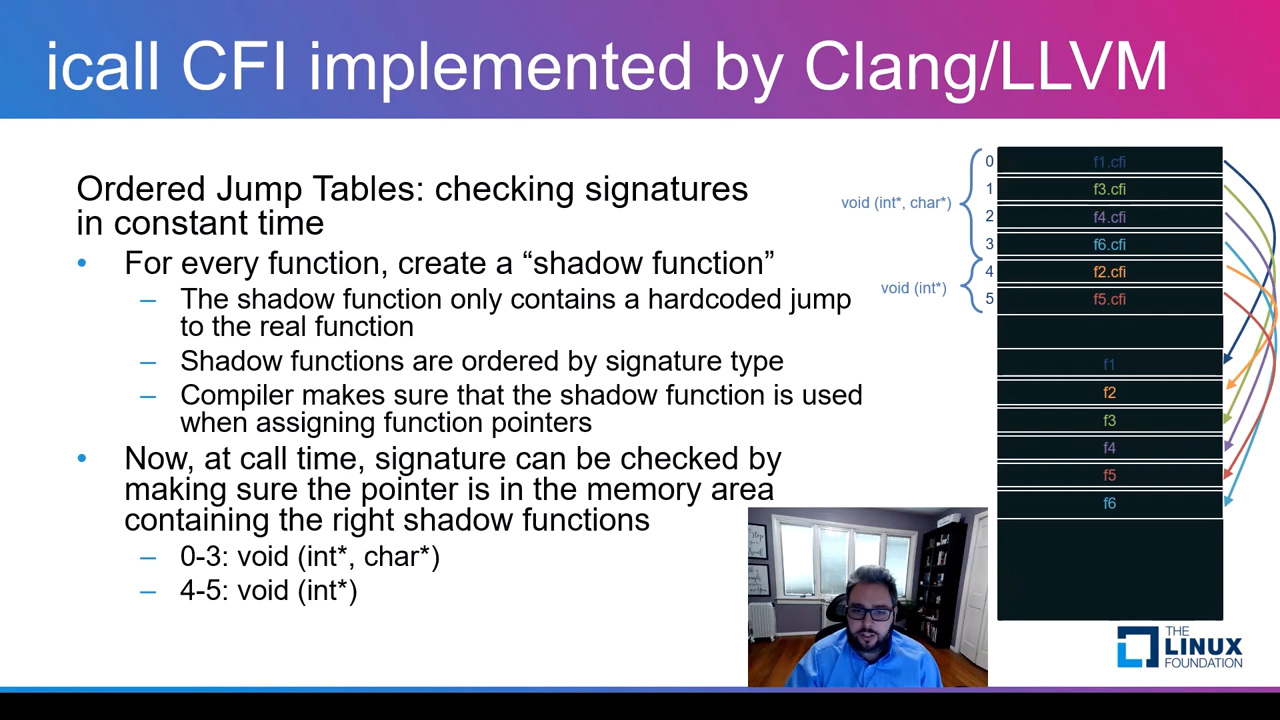 icall CFI implemented by Clang/LLVM
Ordered Jump Tables: checking signatures
in constant time
• For every function, create a “shadow function”
– The shadow function only contains a hardcoded jump
to the real function
– Shadow functions are ordered by signature type
– Compiler makes sure that the shadow function is used
when assigning function pointers
• Now, at call time, signature can be checked by
making sure the pointer is in the memory area
containing the right shadow functions
– 0-3: void (int*, char*)
– 4-5: void (int*)
void (int*, char*)
void (int*)
0 f1.cfi
1 f3.cfi
2 f4.cfi
3 f6.cfi
4 f2.cfi
5 f5.cfi
f1
f2
f3
f4
f5
f6
THE
LINUX
FOUNDATION